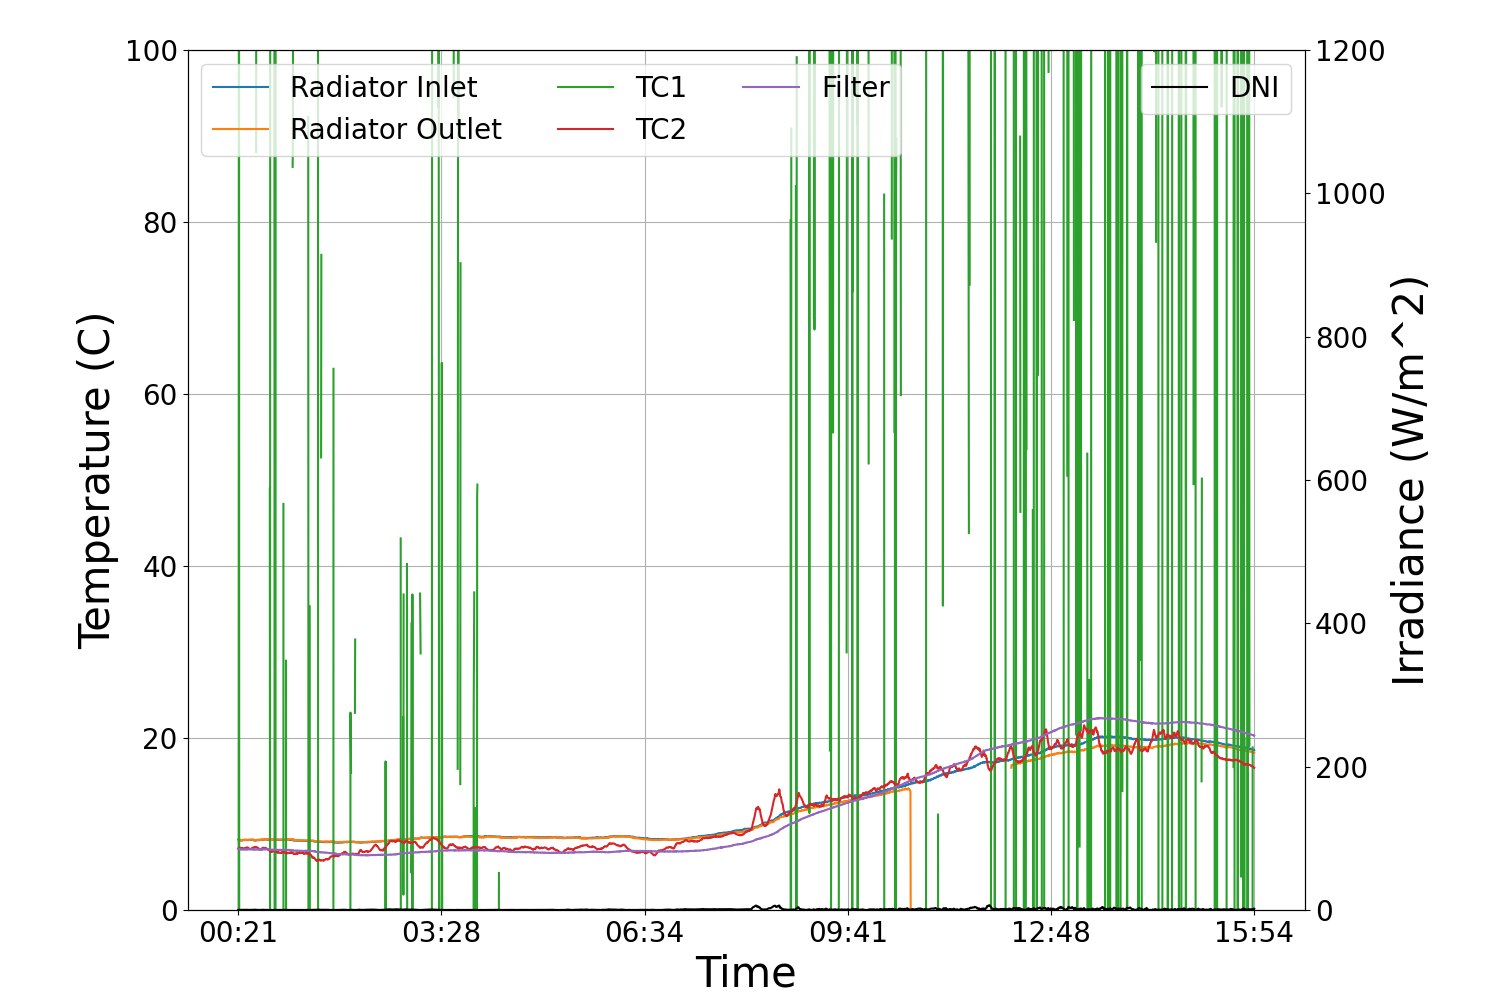 100
80
60
40
20
0
Temperature (C)
Radiator Inlet
Radiator Outlet
TC1
TC2
Filter
DNI
1200
1000
800
600
400
200
0
Irradiance (W/m^2)
00:21
03:28
06:34
09:41
12:48
15:54
Time